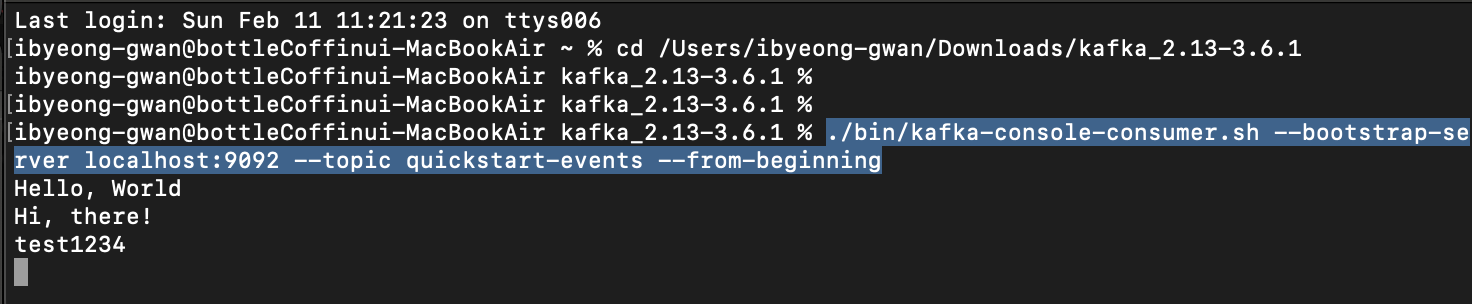 Last login: Sun Feb 11 11:21:23 on ttys006
[ibyeong-gwan@bottleCoffinui-MacBookAir ~ % cd /Users/ibyeong-gwan/Downloads/kafka_2.13-3.6.1
ibyeong-gwan@bottleCoffinui-MacBookAir kafka_2.13-3.6.1 %
[ibyeong-gwan@bottleCoffinui-MacBookAir kafka_2.13-3.6.1 %
[ibyeong-gwan@bottleCoffinui-MacBookAir kafka_2.13-3.6.1 % ./bin/kafka-console-consumer.sh --bootstrap-se
rver localhost:9092 --topic quickstart-events --from-beginning
Hello, World
Hi, there!
test1234